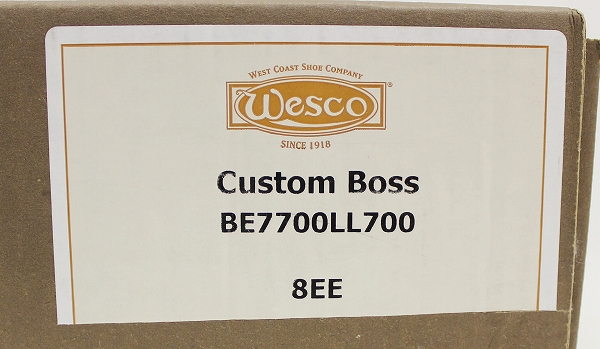 WEST COAST SHOE COMPANY
Wesco®
SINCE 1918
Custom Boss
BE7700LL700
8EE